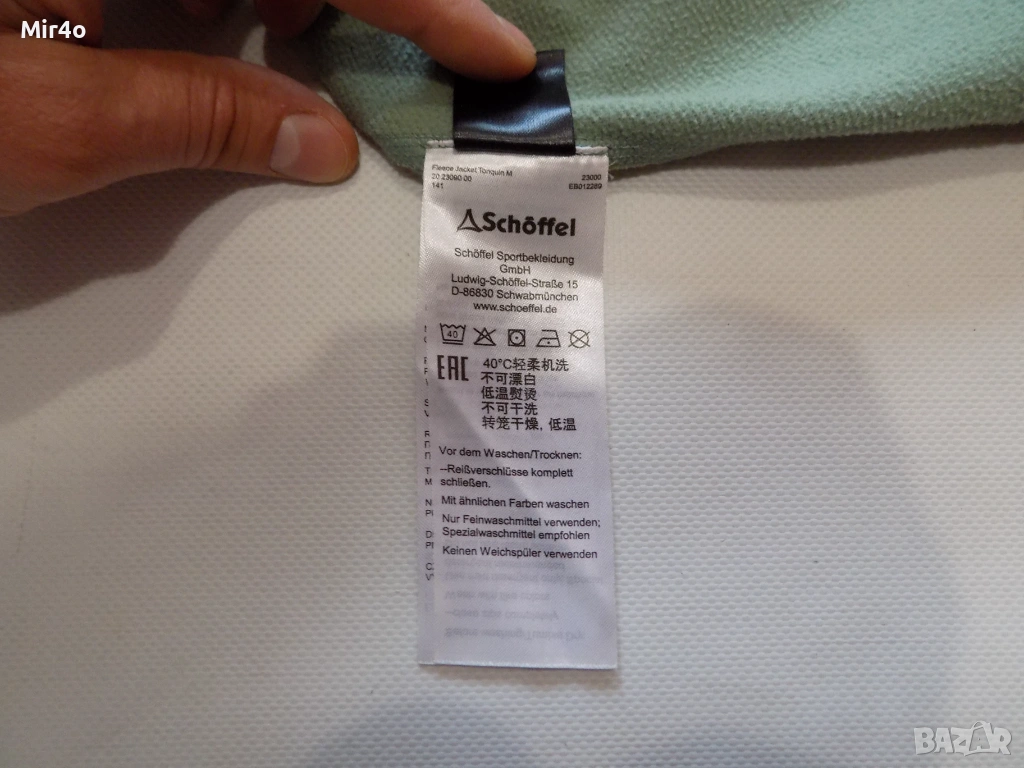 Mir4o
Fleece Jacket Tonquin M 23000
20 23090 00 EB012289
141
Schöffel
Schöffel Sportbekleidung
GmbH
Ludwig-Schöffel-Straße 15
D-86830 Schwabmünchen
www.schoeffel.de
40
EAC
40°C轻柔机洗
不可漂白
低温熨烫
不可干洗
转笼干燥, 低温
Vor dem Waschen/Trocknen:
--Reißverschlüsse komplett
schließen.
Mit ähnlichen Farben waschen
Nur Feinwaschmittel verwenden;
Spezialwaschmittel empfohlen
Keinen Weichspüler verwenden
BAZAR